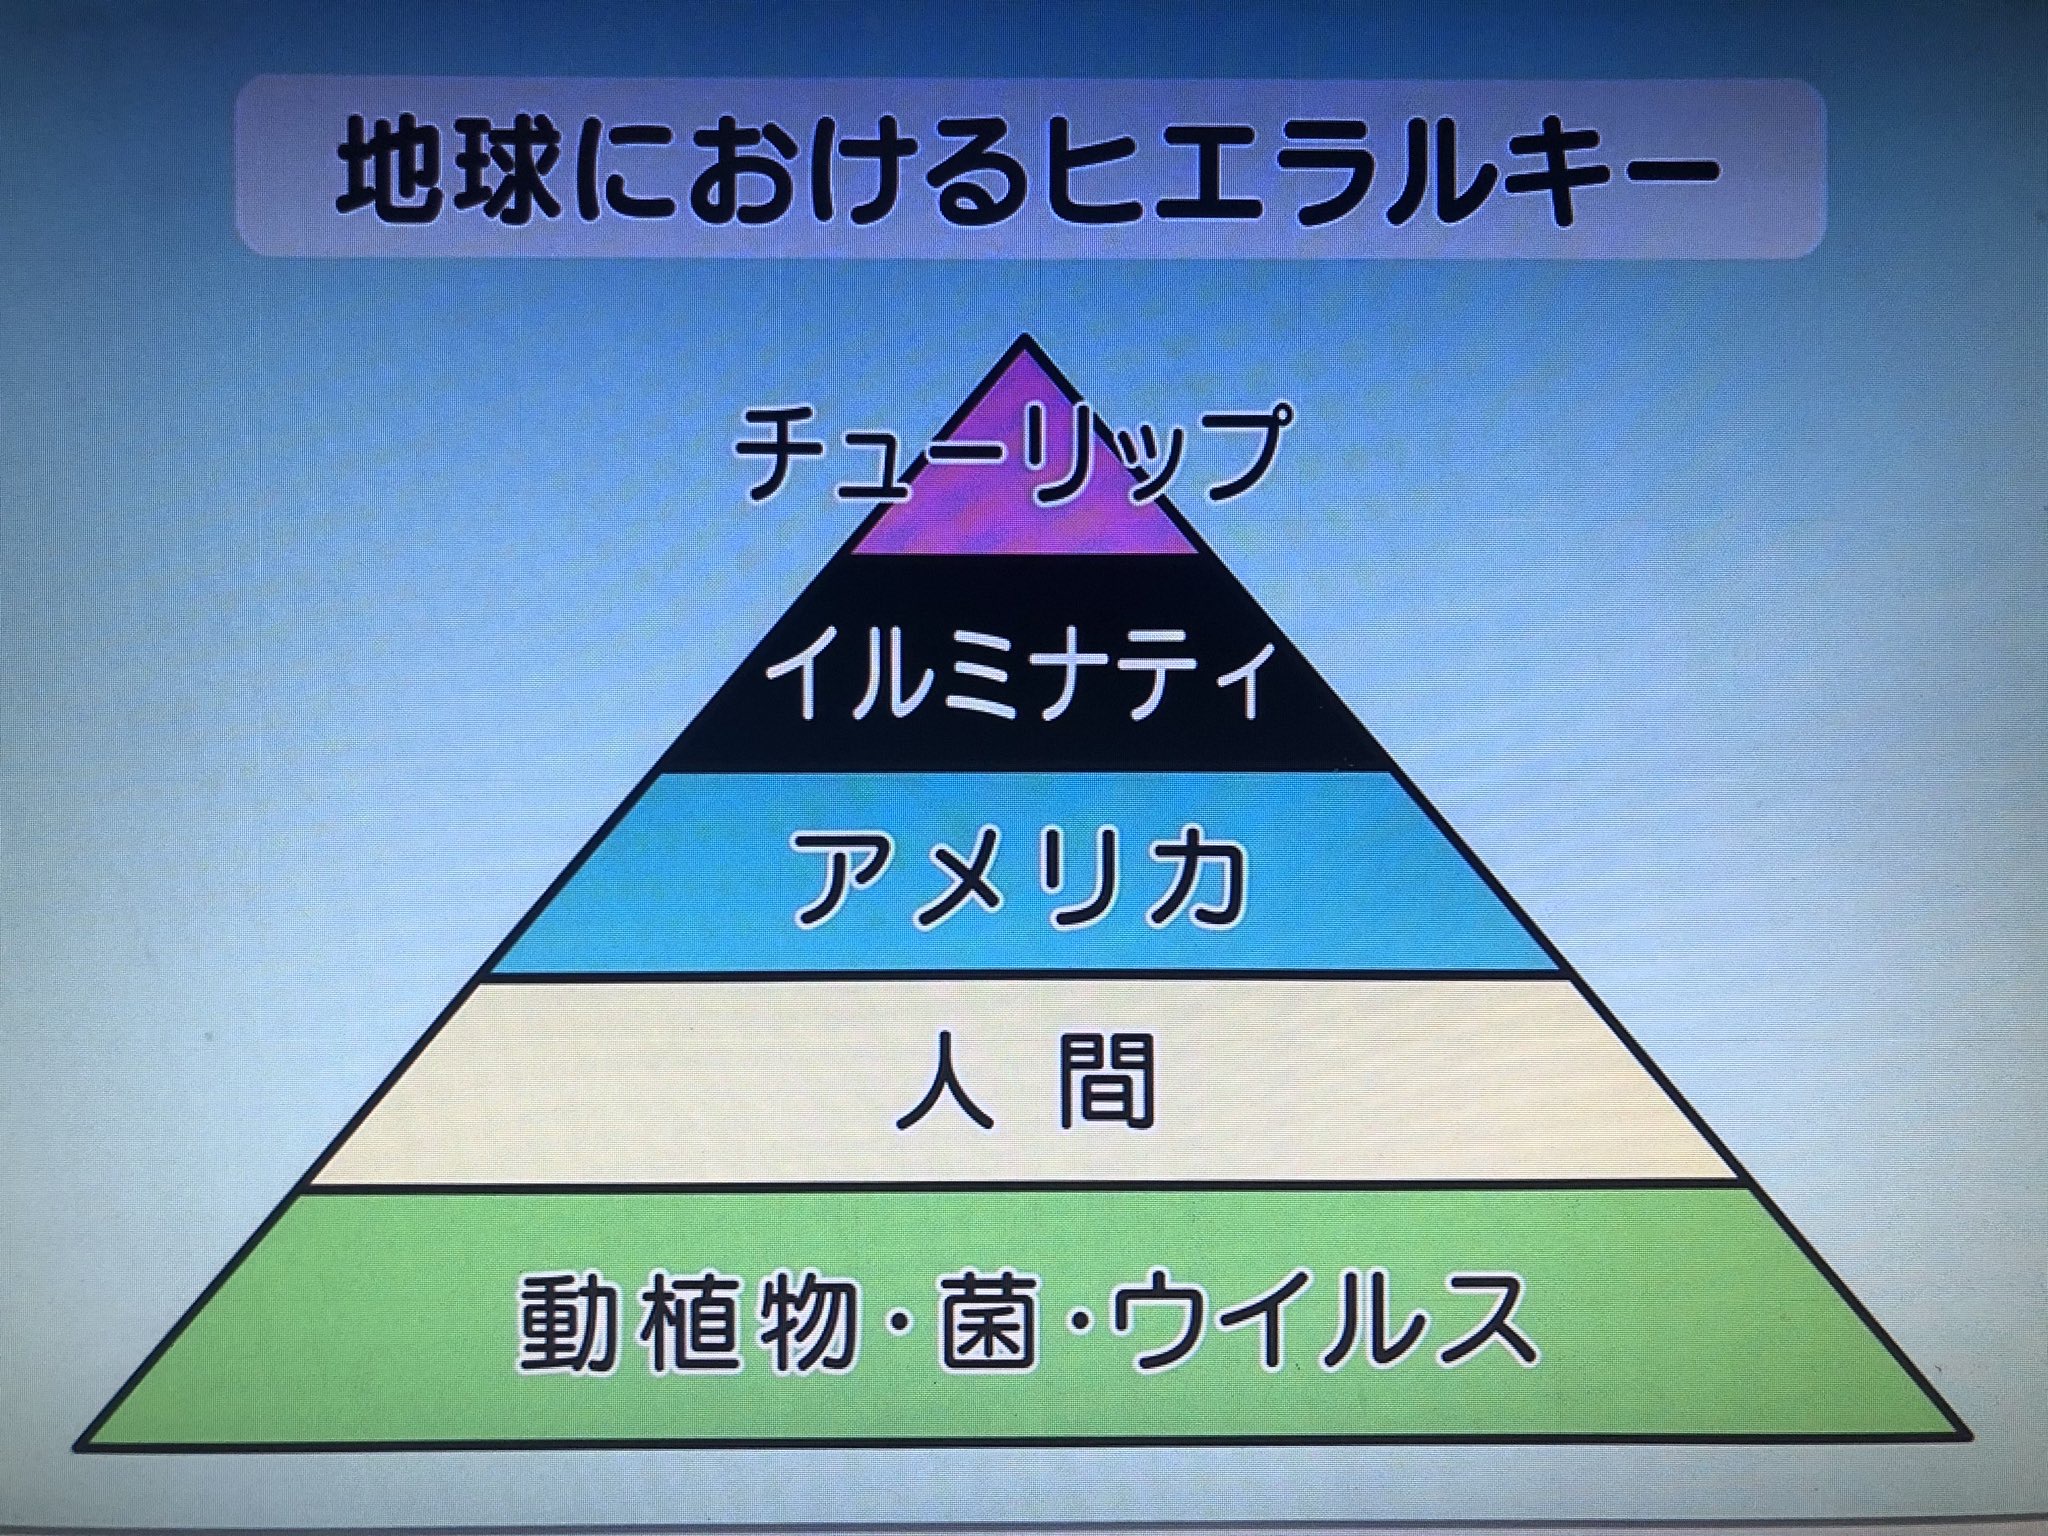 地球におけるヒエラルキー
チューリップ
イルミナティ
アメリカ
人間
動植物・菌・ウイルス